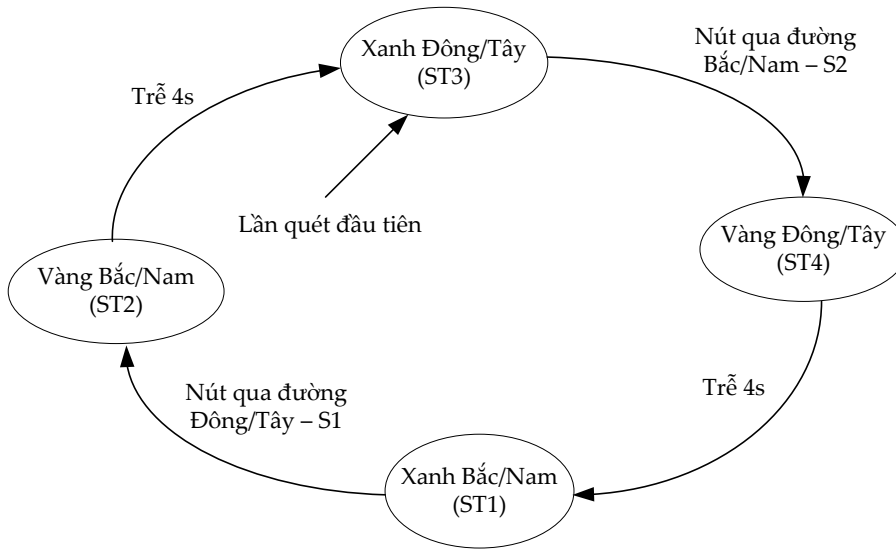 Xanh Đông/Tây
(ST3)
Nút qua đường
Bắc/Nam – S2
Trễ 4s
Lần quét đầu tiên
Vàng Đông/Tây
(ST4)
Vàng Bắc/Nam
(ST2)
Trễ 4s
Nút qua đường
Đông/Tây – S1
Xanh Bắc/Nam
(ST1)